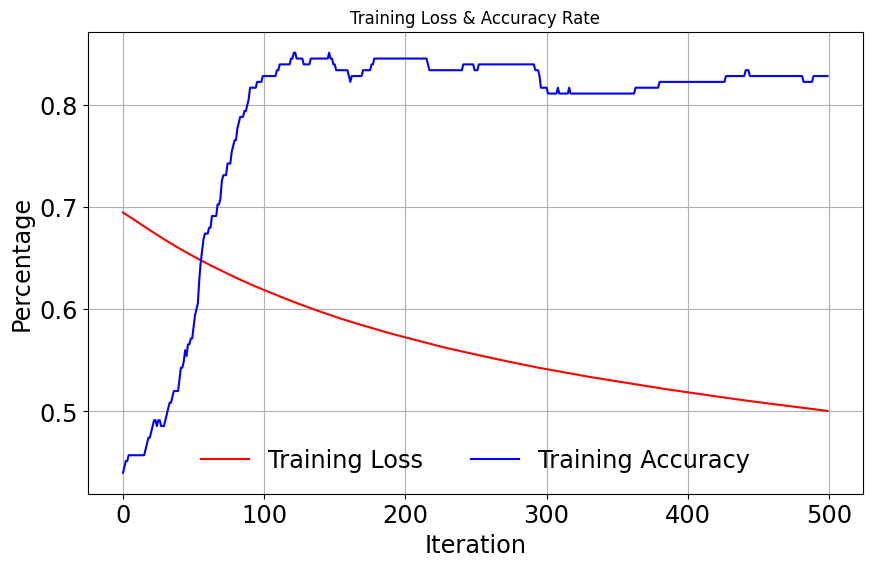 Training Loss & Accuracy Rate
Percentage
0.8
0.7
0.6
0.5
Training Loss
Training Accuracy
0
100
200
300
400
500
Iteration